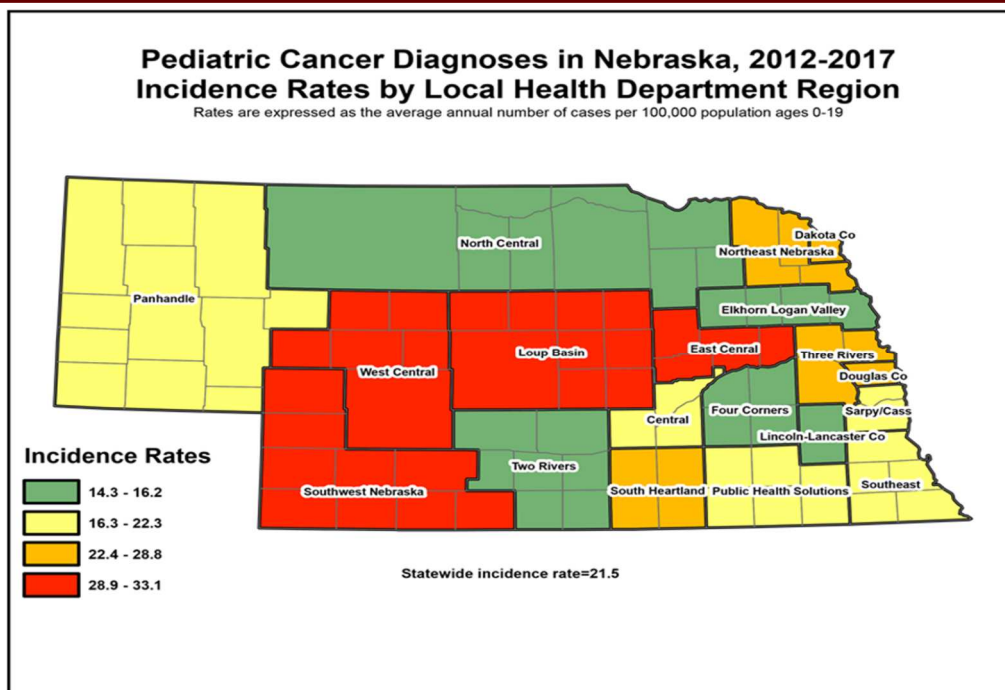 Pediatric Cancer Diagnoses in Nebraska, 2012-2017
Incidence Rates by Local Health Department Region
Rates are expressed as the average annual number of cases per 100,000 population ages 0-19
Dakota Co
North Central
Northeast Nebraska
Panhandle
Elkhorn Logan Valley
East Cenral
Loup Basin
Three Rivers
West Central
Douglas Co
Four Corners
Sarpy/Cass
Central
Lincoln-Lancaster Co
Two Rivers
Southeast
Southwest Nebraska
South Heartland
Public Health Solutions
Incidence Rates
14.3 - 16.2
16.3 - 22.3
22.4 - 28.8
28.9 - 33.1
Statewide incidence rate=21.5